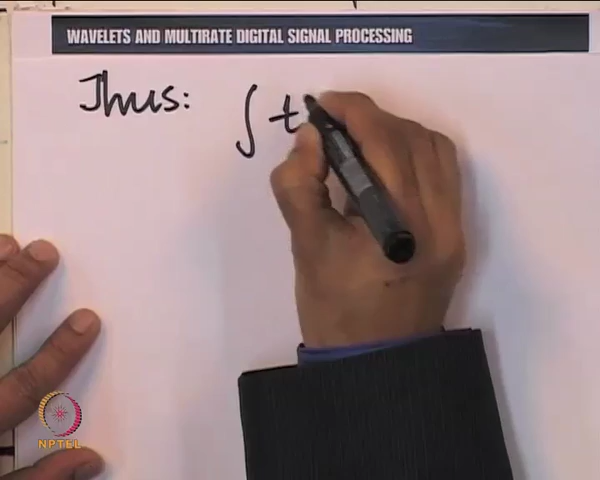 WAVELETS AND MULTIRATE DIGITAL SIGNAL PROCESSING
Thus: ∫ t
NPTEL